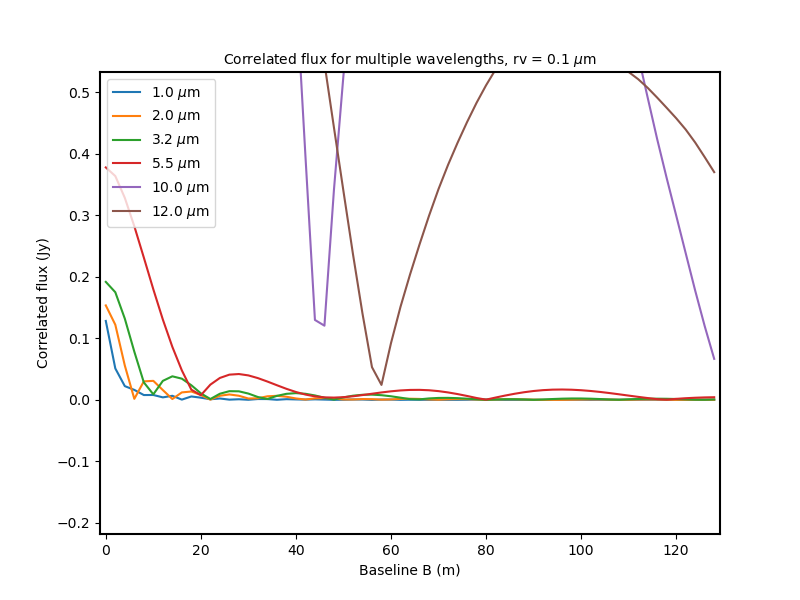 Correlated flux for multiple wavelengths, rv = 0.1 μm
1.0 μm
2.0 μm
3.2 μm
5.5 μm
10.0 μm
12.0 μm
0.5
0.4
0.3
0.2
0.1
0.0
−0.1
−0.2
Correlated flux (Jy)
0 20 40 60 80 100 120
Baseline B (m)